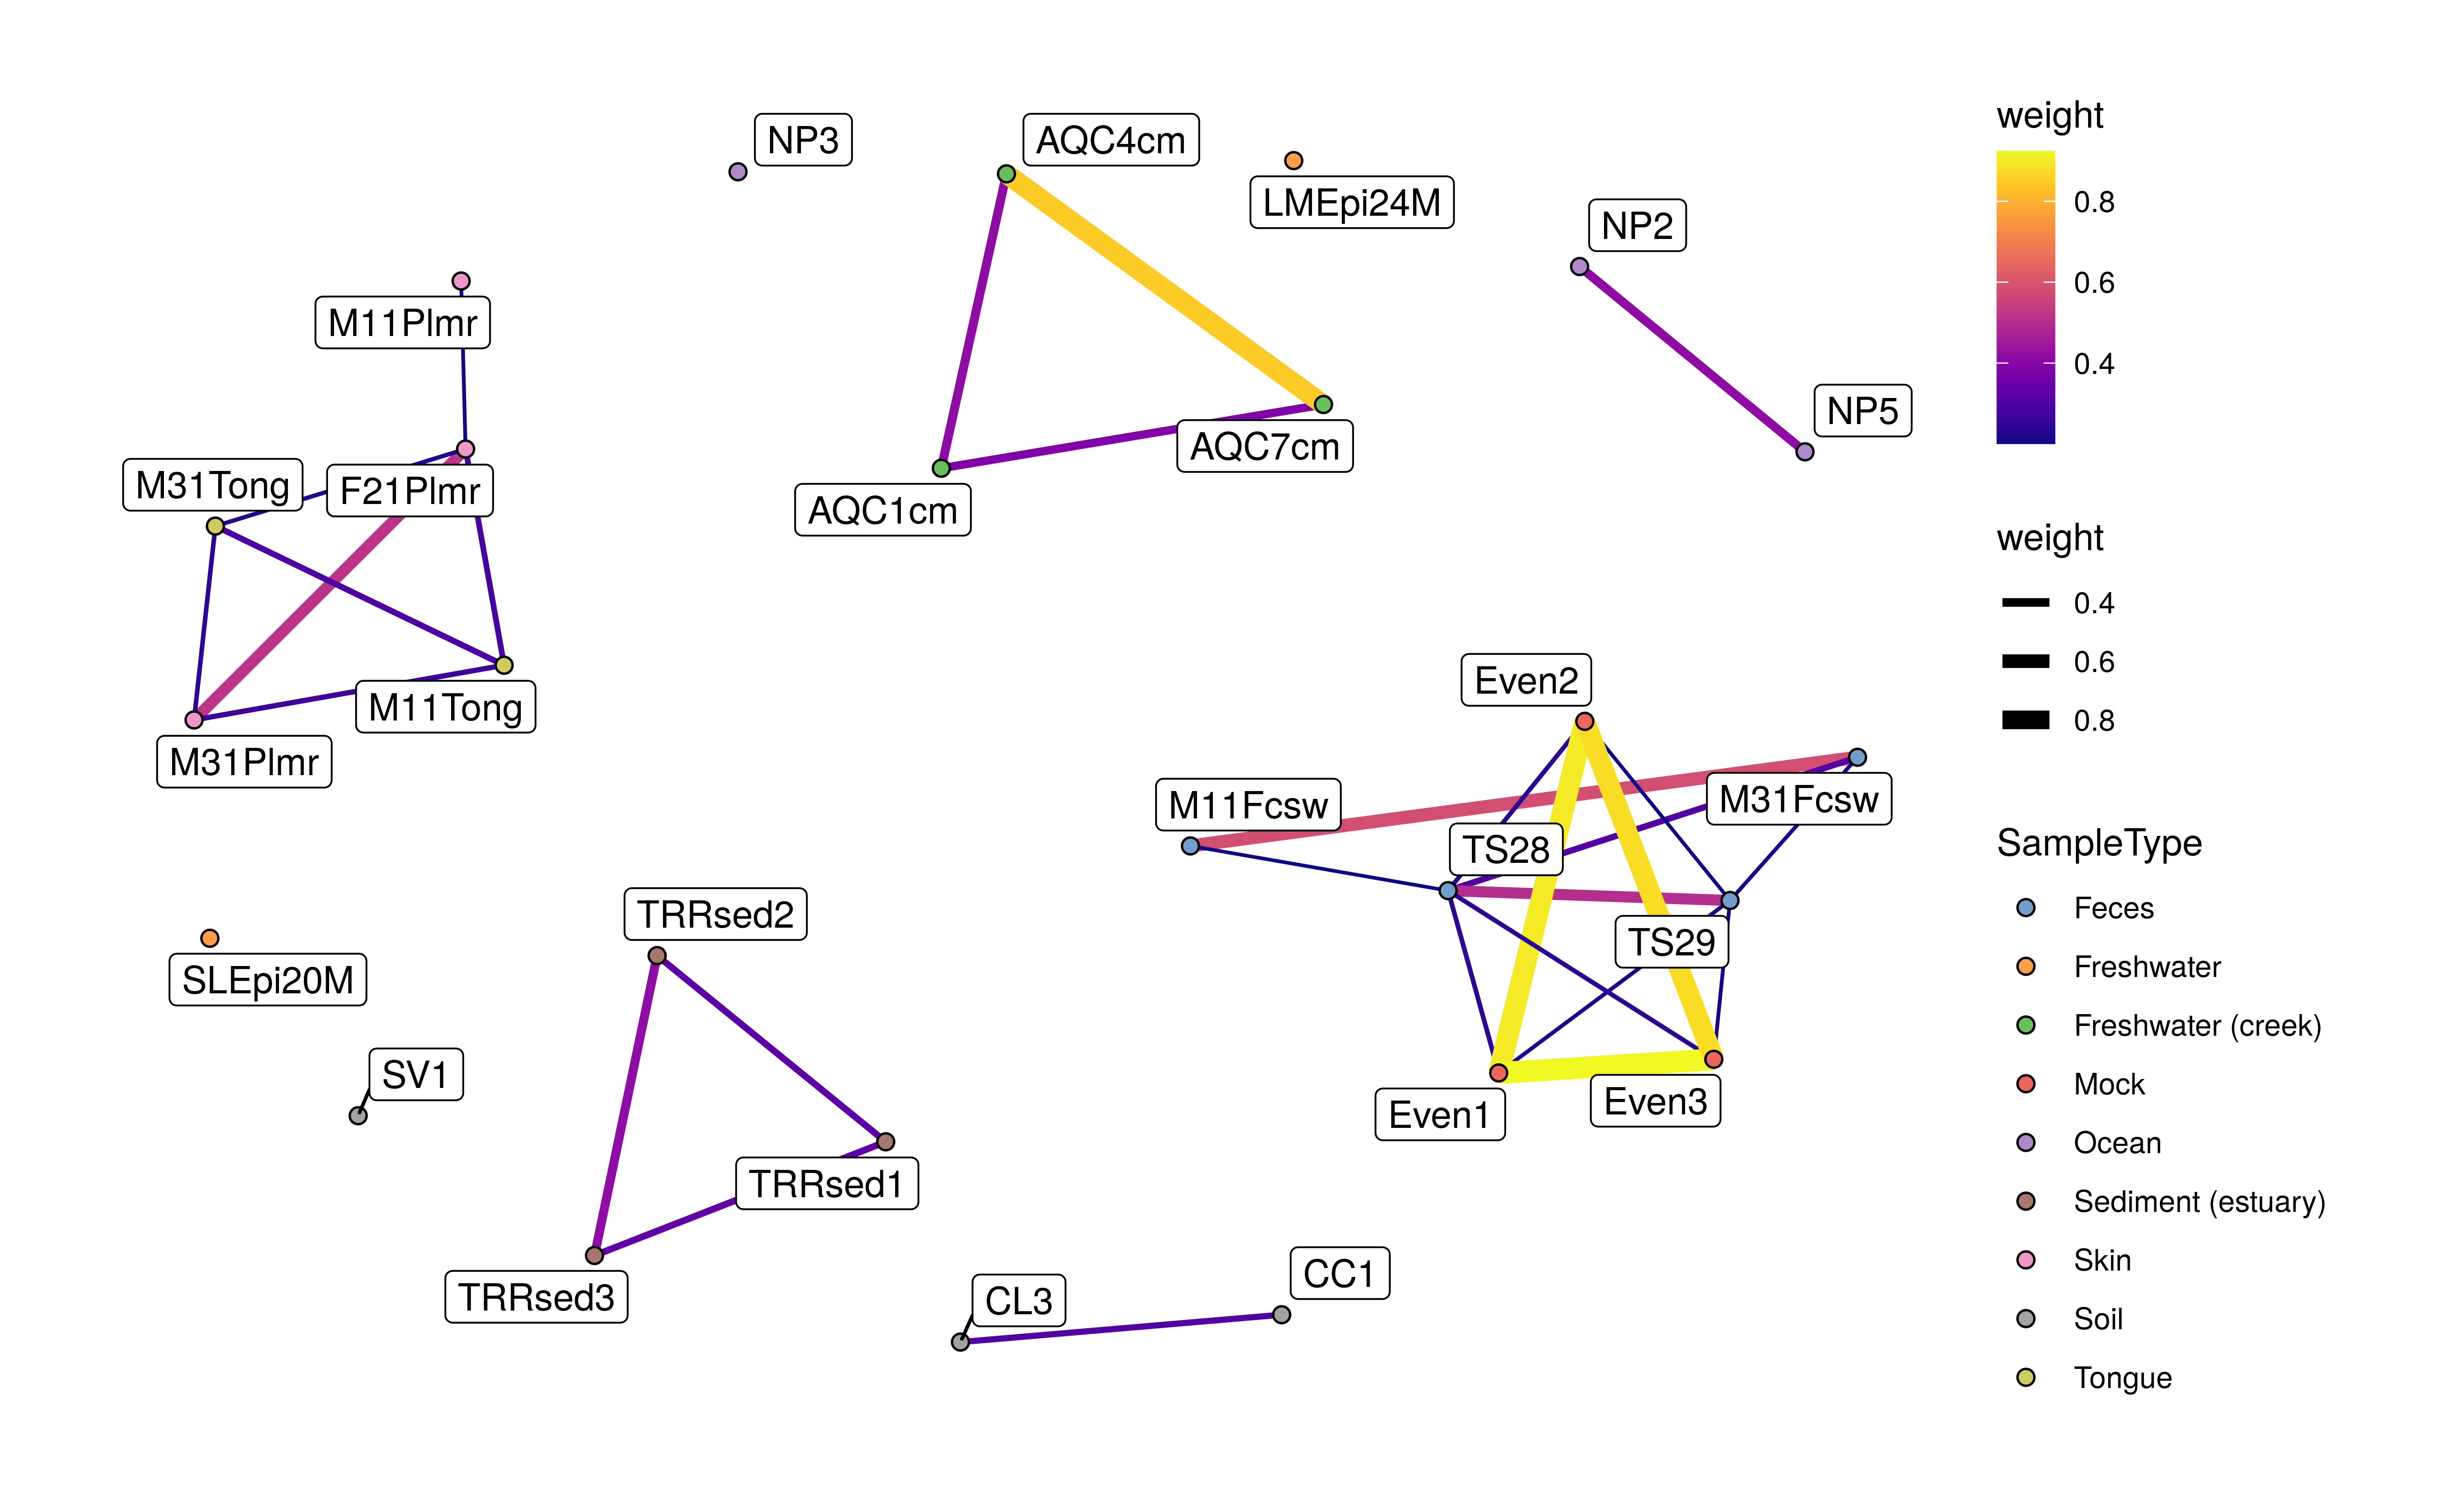 NP3
AQC4cm
LMEpi24M
NP2
M11Plmr
NP5
M31Tong
F21Plmr
AQC7cm
AQC1cm
Even2
M11Tong
M31Plmr
M11Fcsw
M31Fcsw
TS28
TRRsed2
TS29
SLEpi20M
SV1
Even1
Even3
TRRsed1
TRRsed3
CL3
CC1
weight
0.8
0.6
0.4
weight
0.4
0.6
0.8
SampleType
Feces
Freshwater
Freshwater (creek)
Mock
Ocean
Sediment (estuary)
Skin
Soil
Tongue